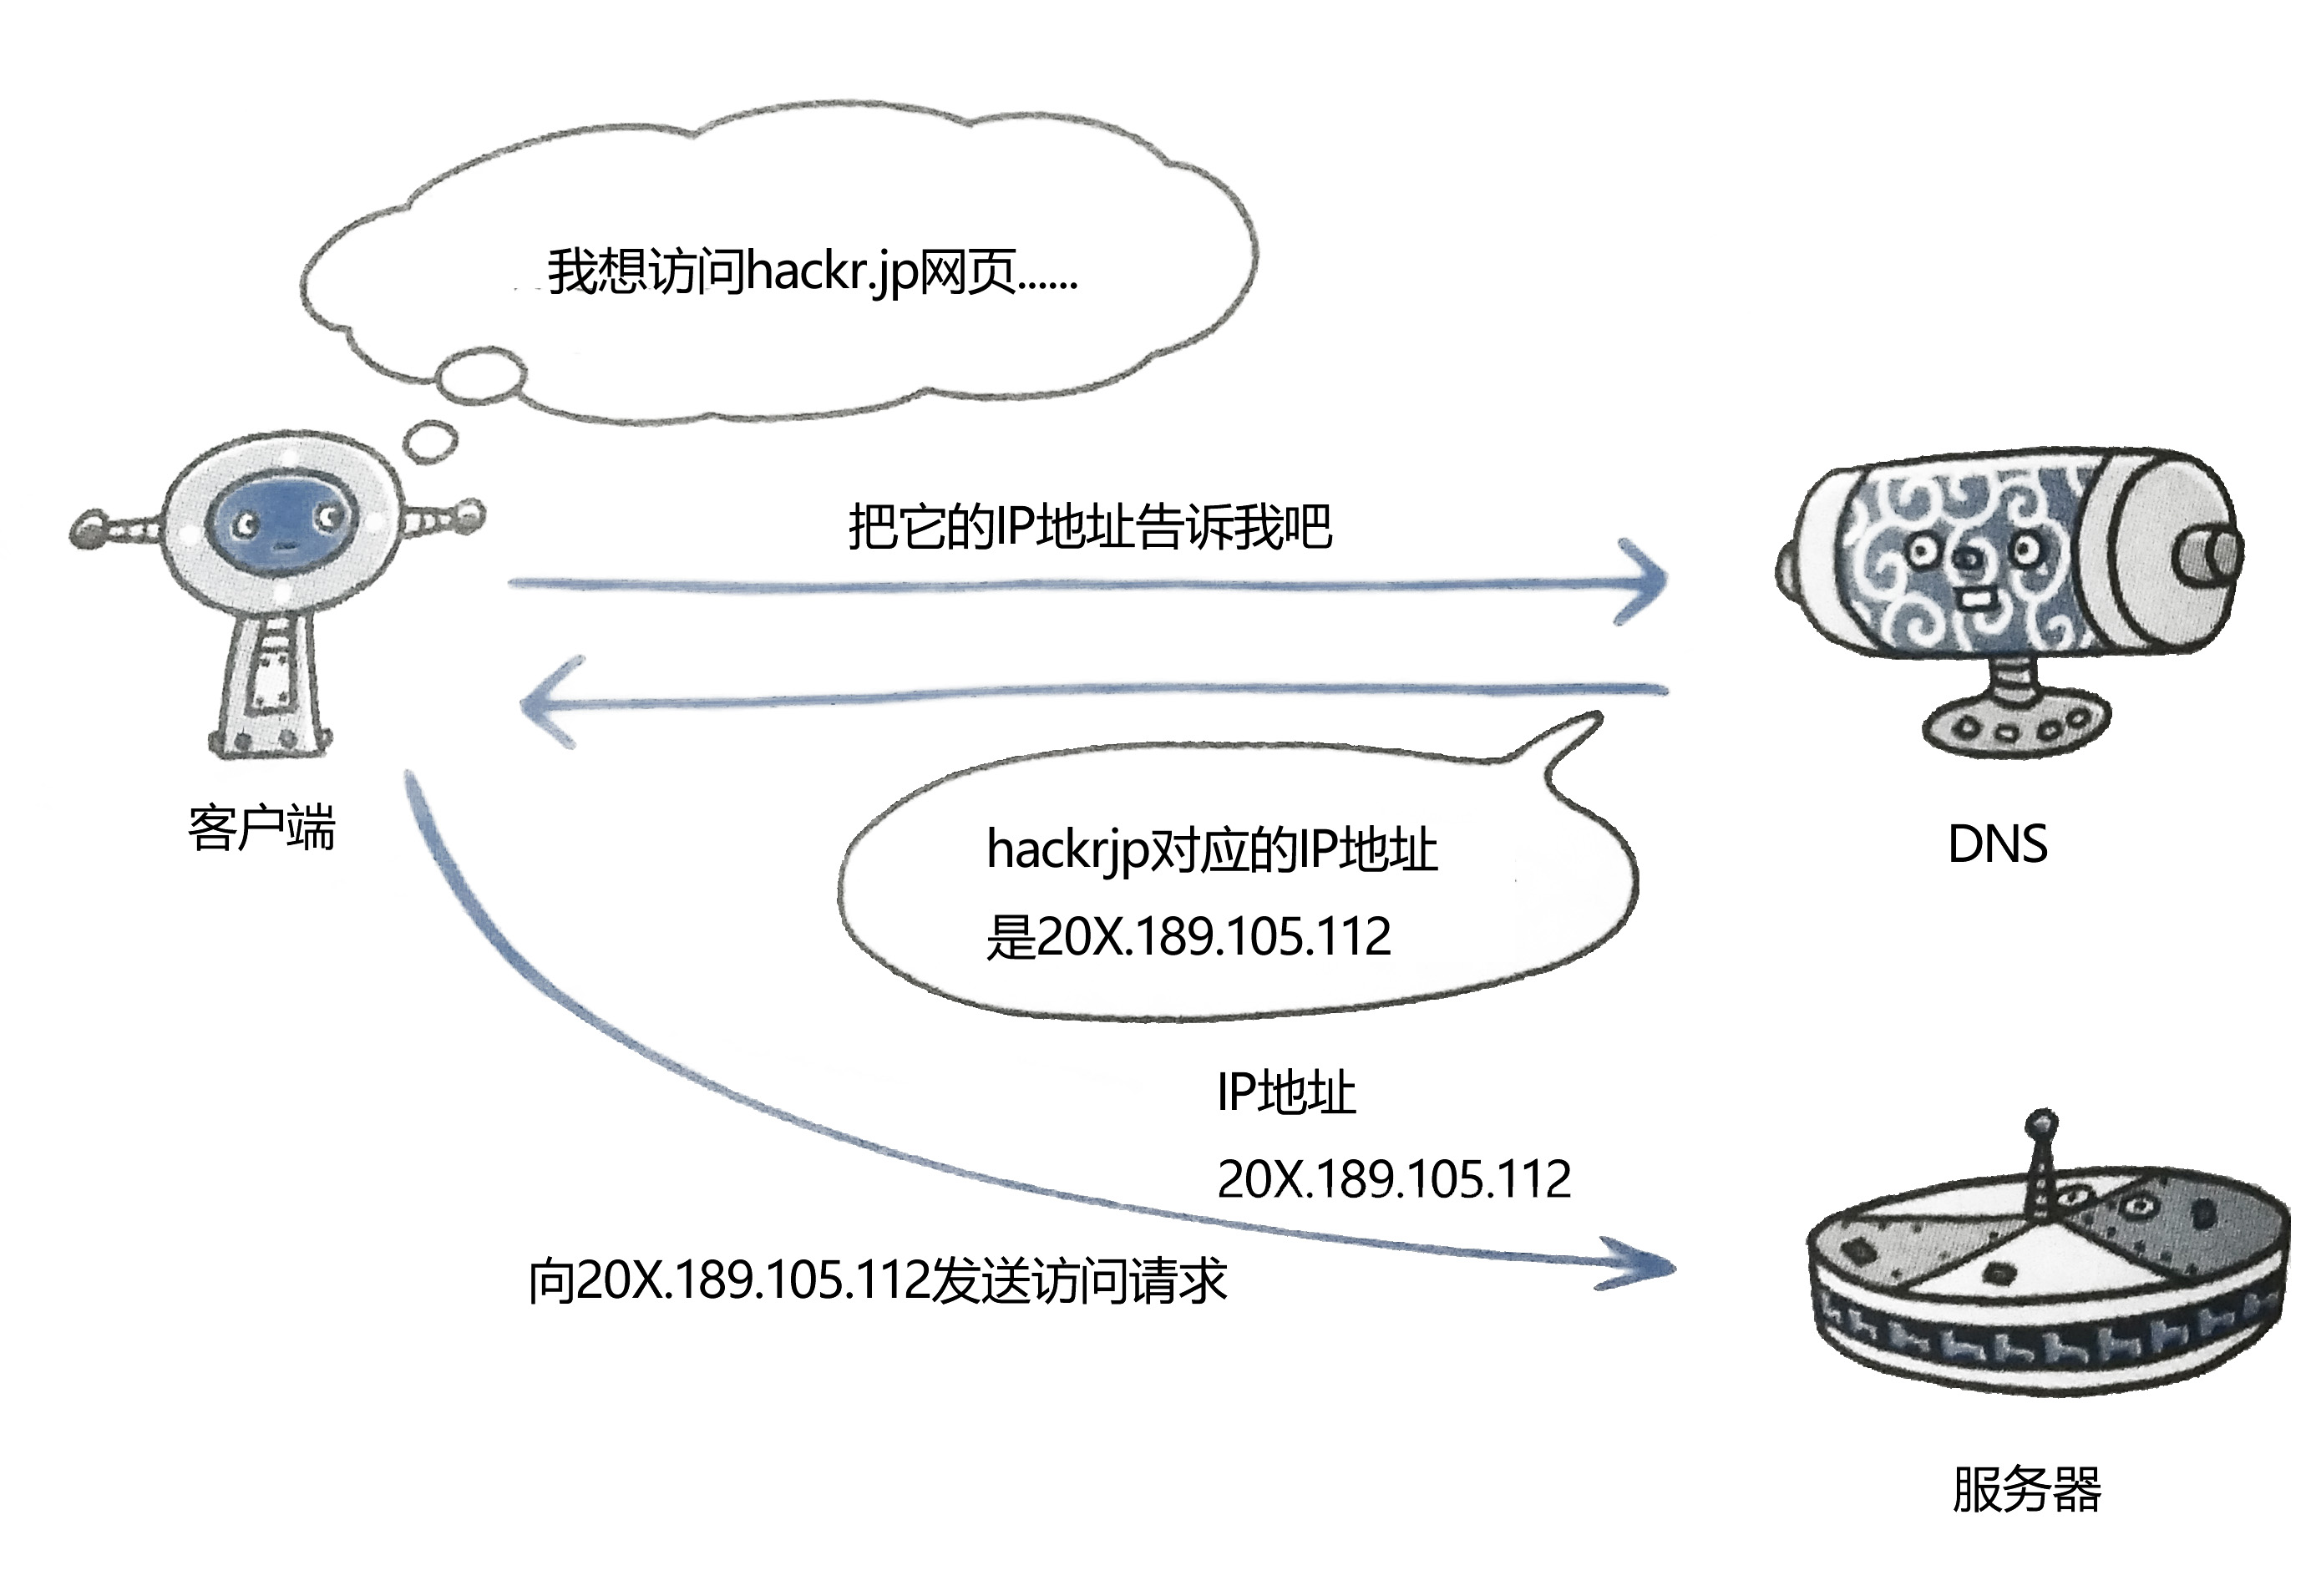 我想访问hackr.jp网页......
把它的IP地址告诉我吧
客户端
DNS
hackrjp对应的IP地址
是20X.189.105.112
IP地址
20X.189.105.112
向20X.189.105.112发送访问请求
服务器